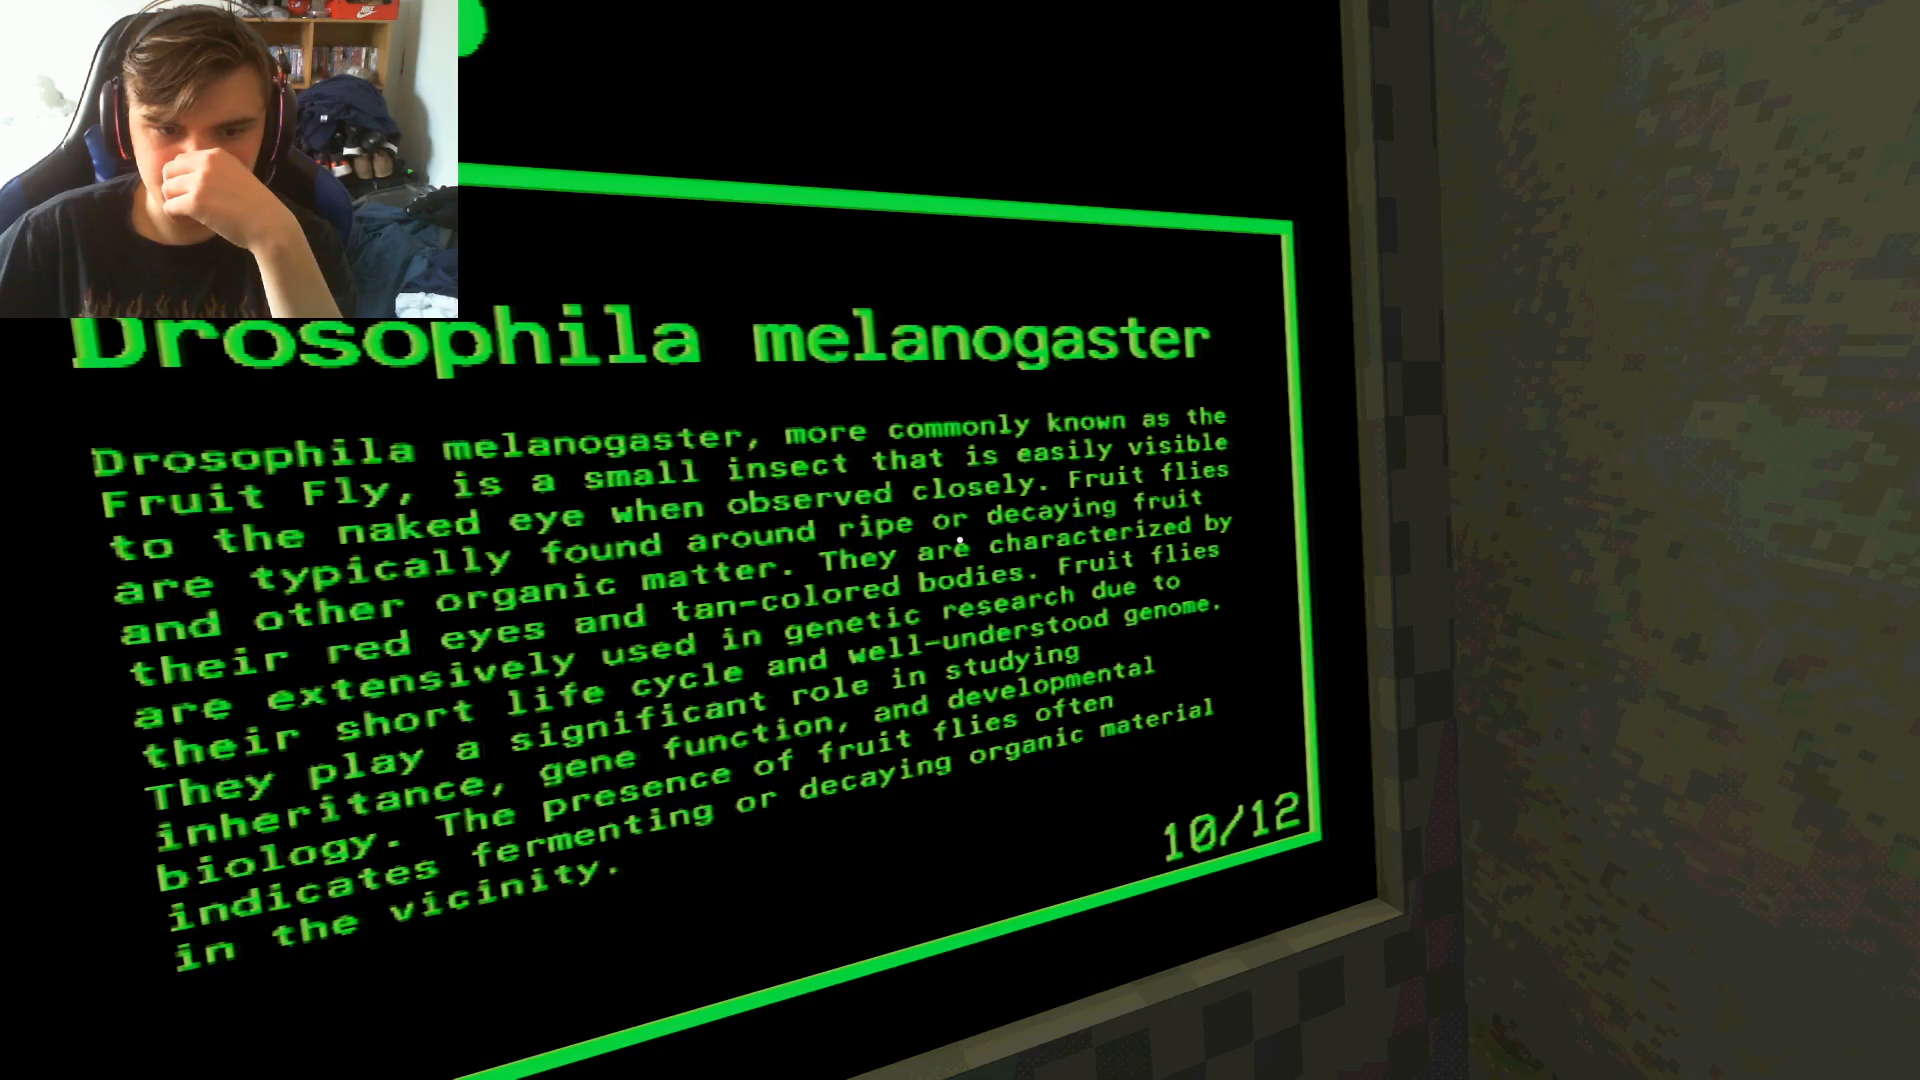 Drosophila melanogaster
Drosophila melanogaster, more commonly known as the
Fruit Fly, is a small insect that is easily visible
to the naked eye when observed closely. Fruit flies
are typically found around ripe or decaying fruit
and other organic matter. They are characterized by
their red eyes and tan-colored bodies. Fruit flies
are extensively used in genetic research due to
their short life cycle and well-understood genome.
They play a significant role in studying
inheritance, gene function, and developmental
biology. The presence of fruit flies often
indicates fermenting or decaying organic material
in the vicinity.
10/12